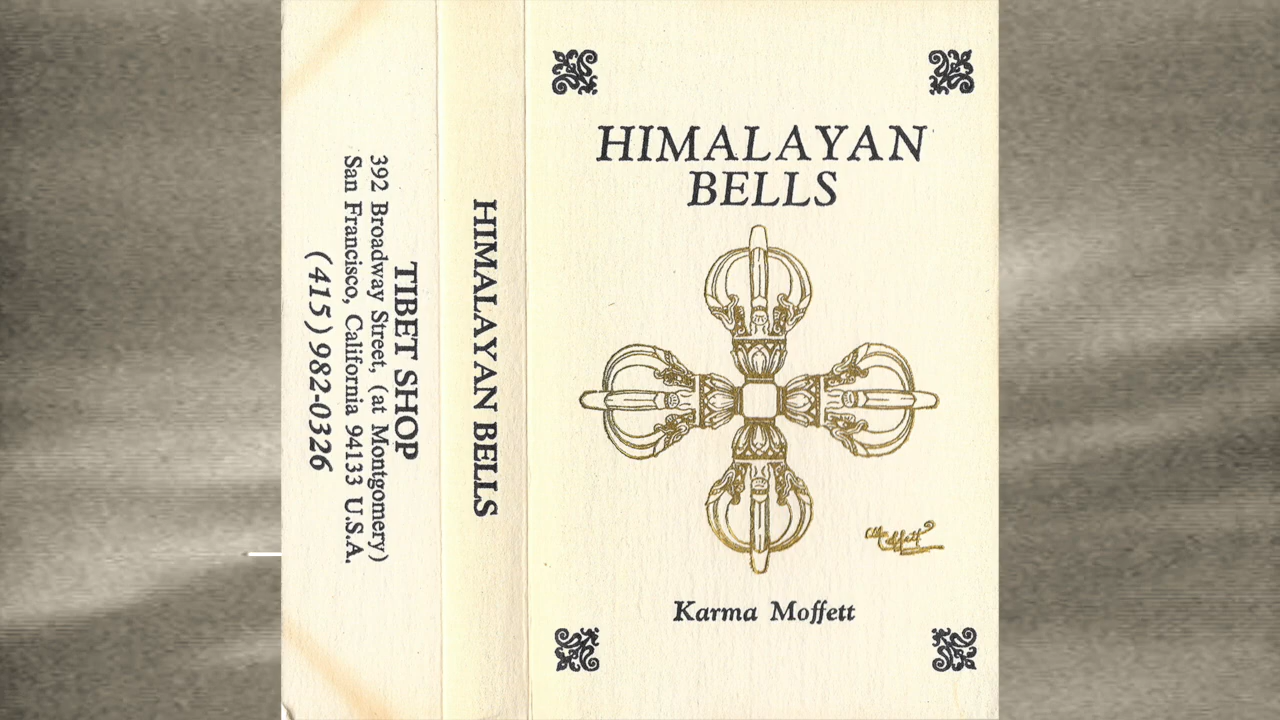 TIBET SHOP
392 Broadway Street, (at Montgomery)
San Francisco, California 94133 U.S.A.
(415) 982-0326
HIMALAYAN BELLS
HIMALAYAN
BELLS
Moffett
Karma Moffett